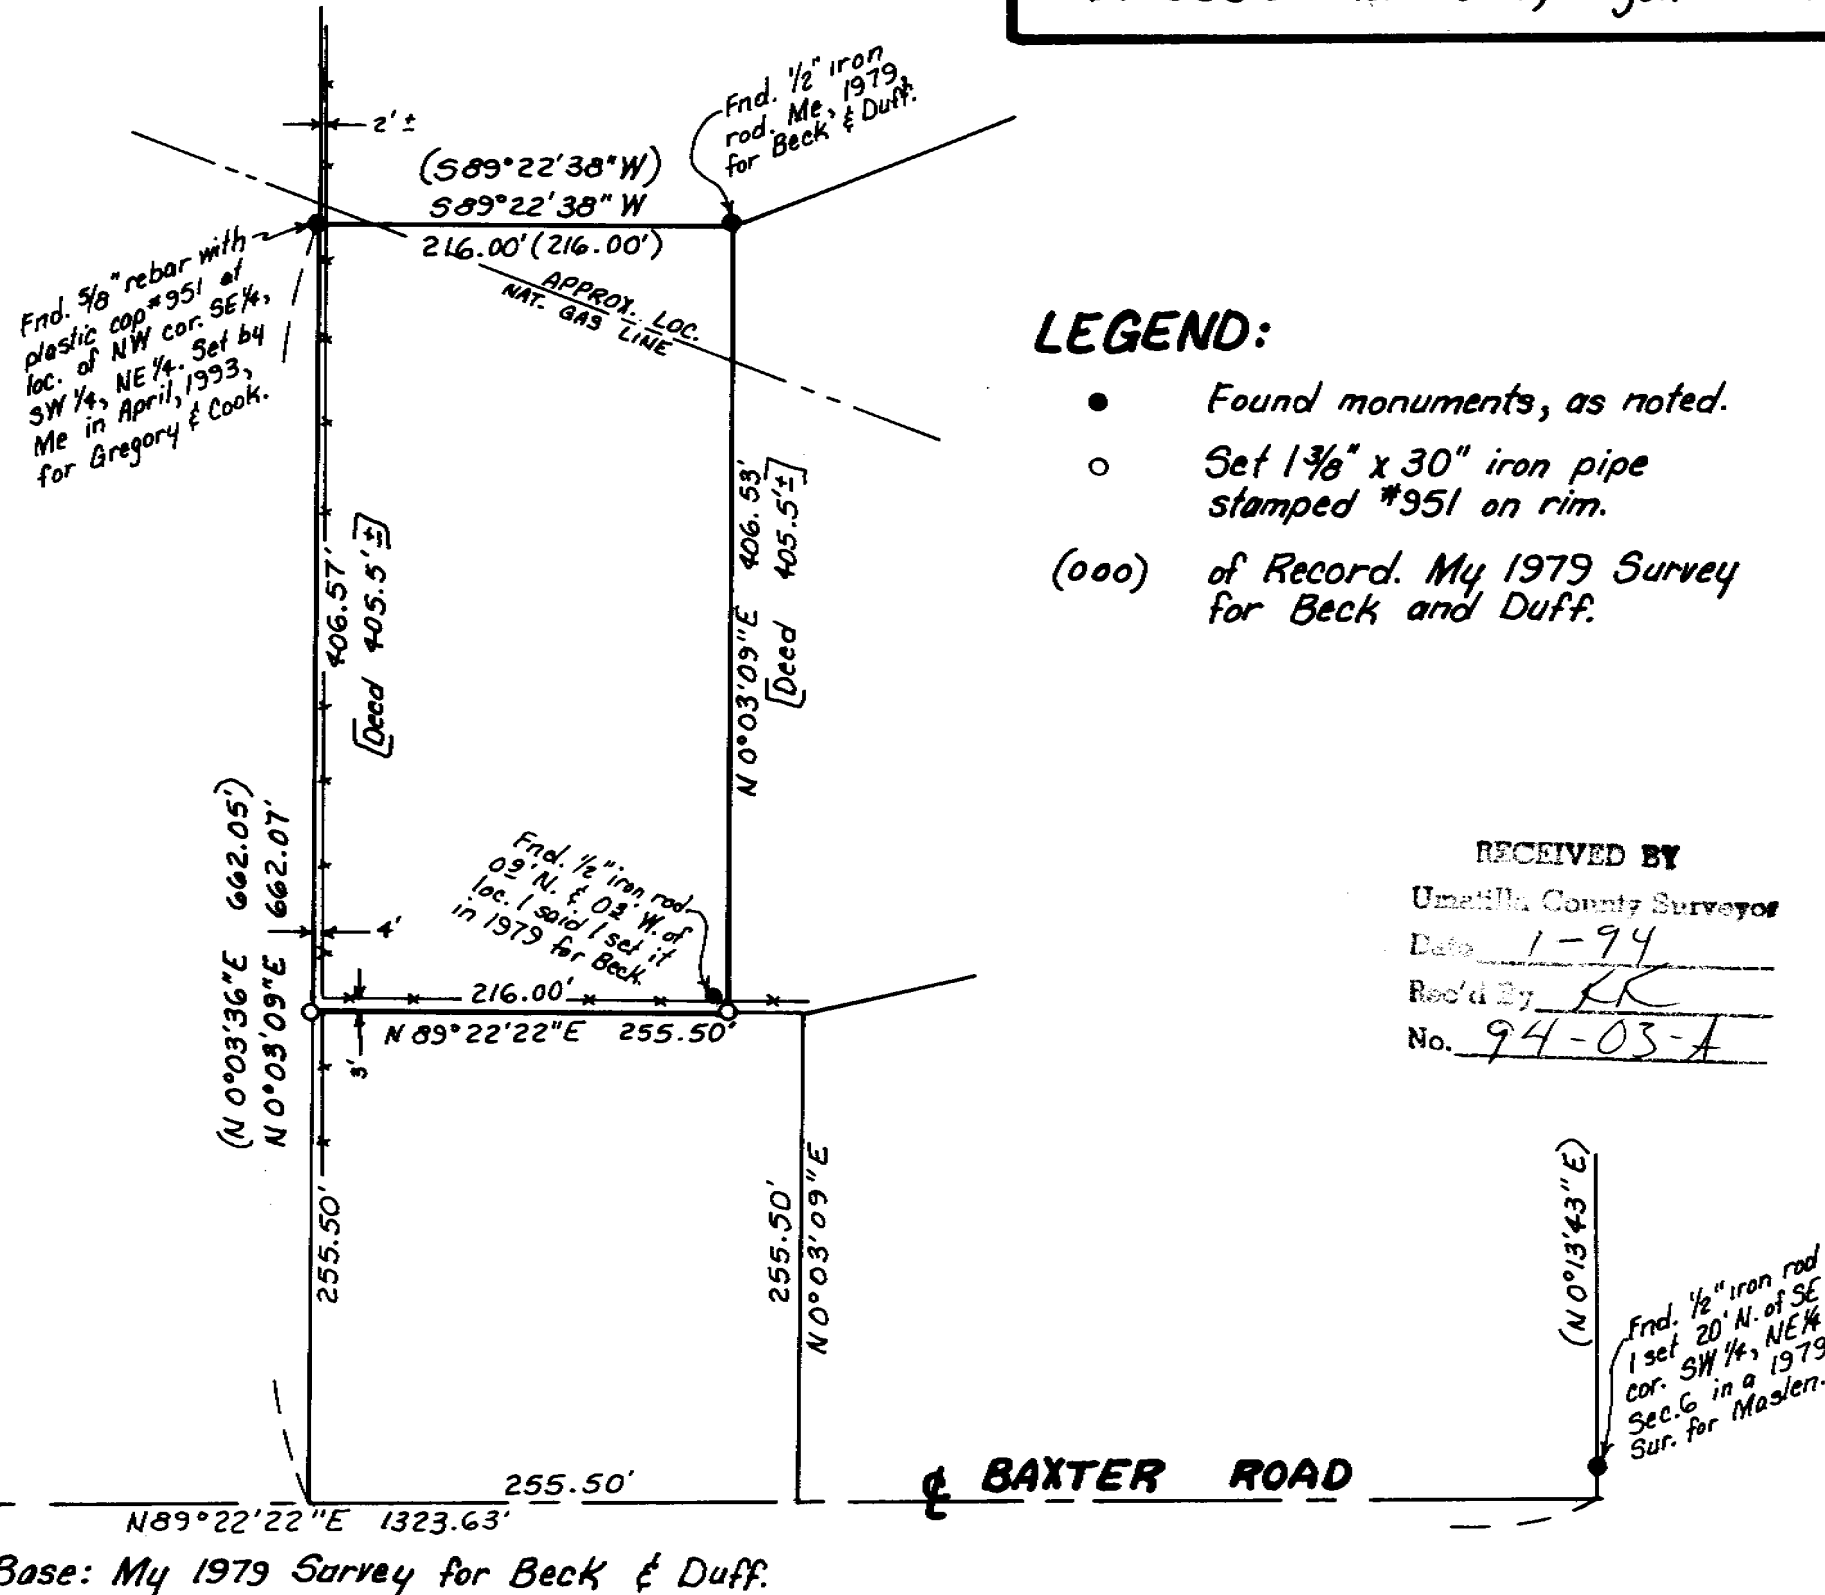 Fnd. 1/2" iron
rod. Me, 1979,
for Beck & Duff.
2' ±
(S89°22'38"W)
S89°22'38"W
216.00'(216.00')
APPROX. LOC.
NAT. GAS LINE
Fnd. 5/8" rebar with
plastic cap #951 at
loc. of NW cor. SE 1/4,
SW 1/4, NE 1/4. Set by
Me in April, 1993,
for Gregory & Cook.
LEGEND:
Found monuments, as noted.
Set 1 3/8" x 30" iron pipe
stamped #951 on rim.
(ooo) of Record. My 1979 Survey
for Beck and Duff.
406.57'
[Deed 405.5'±]
N 0°03'09"E 406.53'
[Deed 405.5'±]
(N 0°03'36"E 662.05')
N 0°03'09"E 662.07'
Fnd. 1/2" iron rod
N. & W. of
loc. I said I set it
in 1979 for Beck.
4'
216.00'
N 89°22'22"E 255.50'
3'
255.50'
255.50'
N 0°03'09"E
RECEIVED BY
Umatilla County Surveyor
Date 1-94
Rec'd By KK
No. 94-03-A
(N 0°13'43"E)
Fnd. 1/2" iron rod
I set 20' N. of SE
cor. SW 1/4, NE 1/4
Sec. 6 in a 1979
Sur. for Maslen.
255.50'
℄ BAXTER ROAD
N89°22'22"E 1323.63'
Base: My 1979 Survey for Beck & Duff.